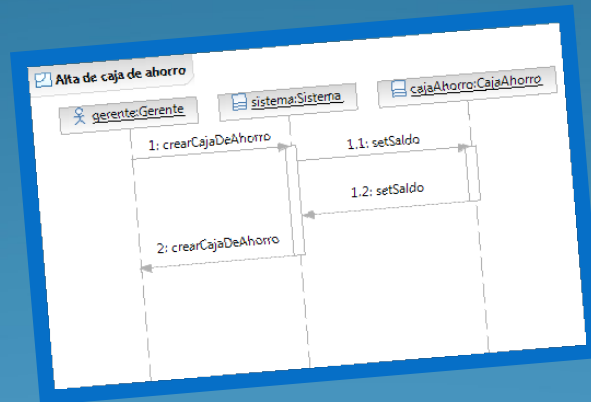 Alta de caja de ahorro
gerente:Gerente
sistema:Sistema
cajaAhorro:CajaAhorro
1: crearCajaDeAhorro
1.1: setSaldo
1.2: setSaldo
2: crearCajaDeAhorro